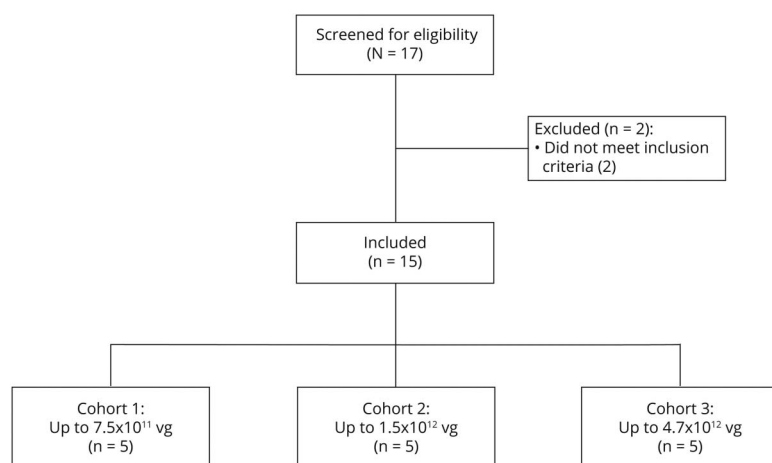 Screened for eligibility
(N = 17)
Excluded (n = 2):
• Did not meet inclusion
criteria (2)
Included
(n = 15)
Cohort 1:
Up to 7.5x10¹¹ vg
(n = 5)
Cohort 2:
Up to 1.5x10¹² vg
(n = 5)
Cohort 3:
Up to 4.7x10¹² vg
(n = 5)